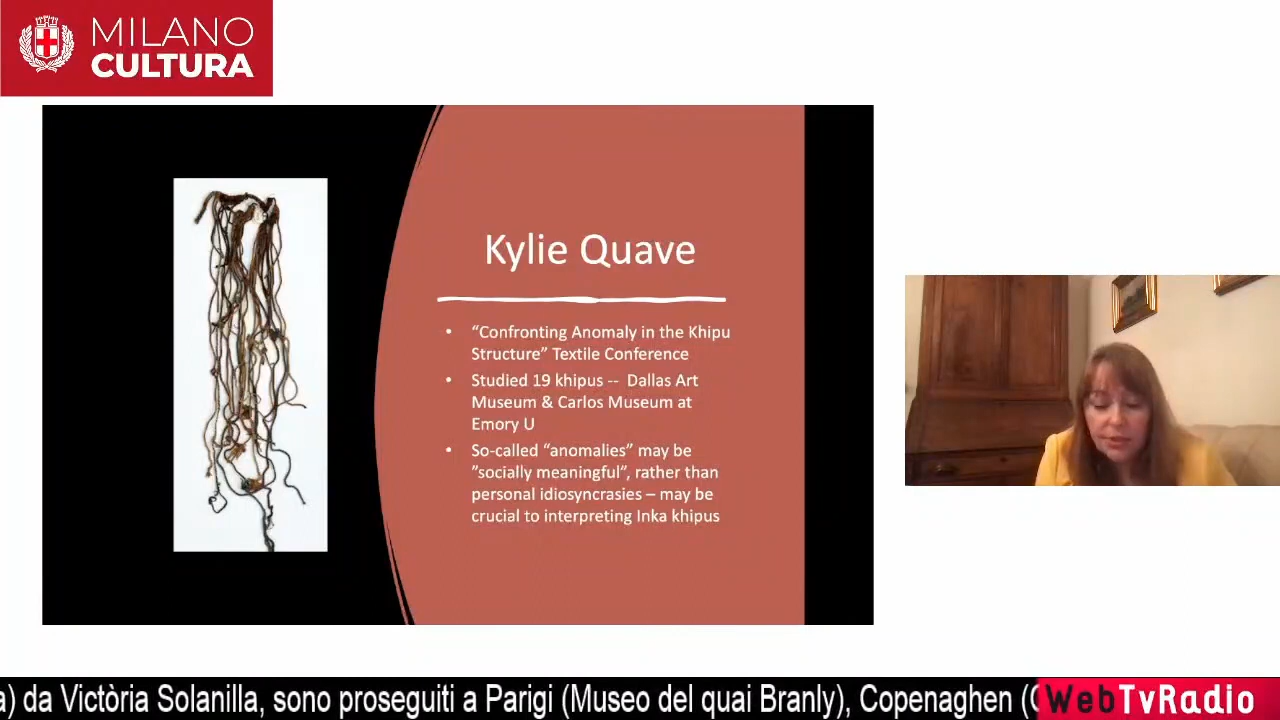 MILANO
CULTURA
Kylie Quave
• “Confronting Anomaly in the Khipu
Structure” Textile Conference
• Studied 19 khipus -- Dallas Art
Museum & Carlos Museum at
Emory U
• So-called “anomalies” may be
”socially meaningful”, rather than
personal idiosyncrasies – may be
crucial to interpreting Inka khipus
a) da Victòria Solanilla, sono proseguiti a Parigi (Museo del quai Branly), Copenaghen (
WebTvRadio